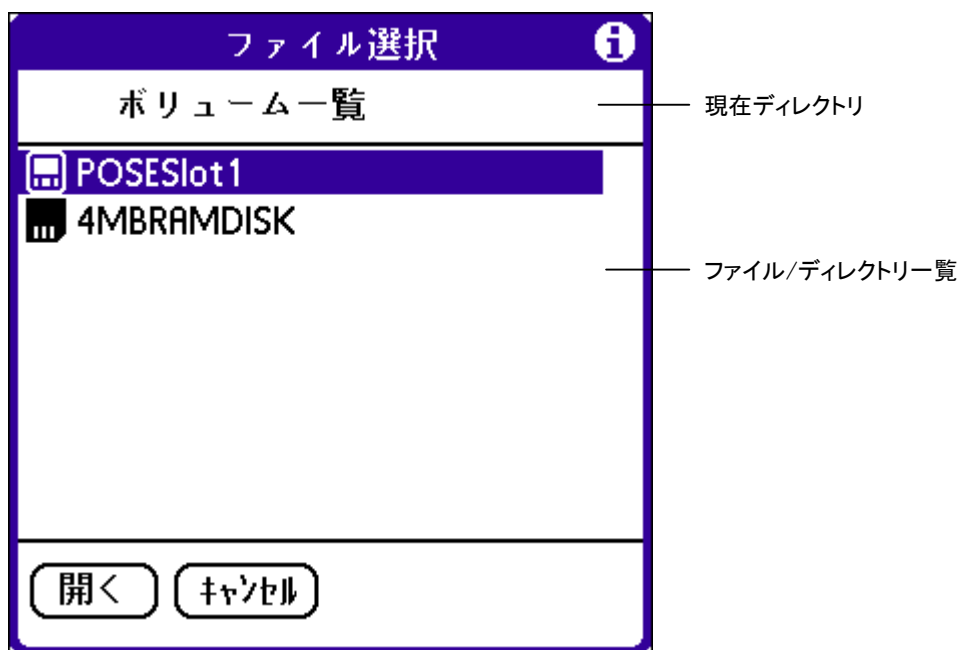 ファイル選択
ボリューム一覧
現在ディレクトリ
POSESlot1
4MBRAMDISK
ファイル/ディレクトリ一覧
開く
ｷｬﾝｾﾙ